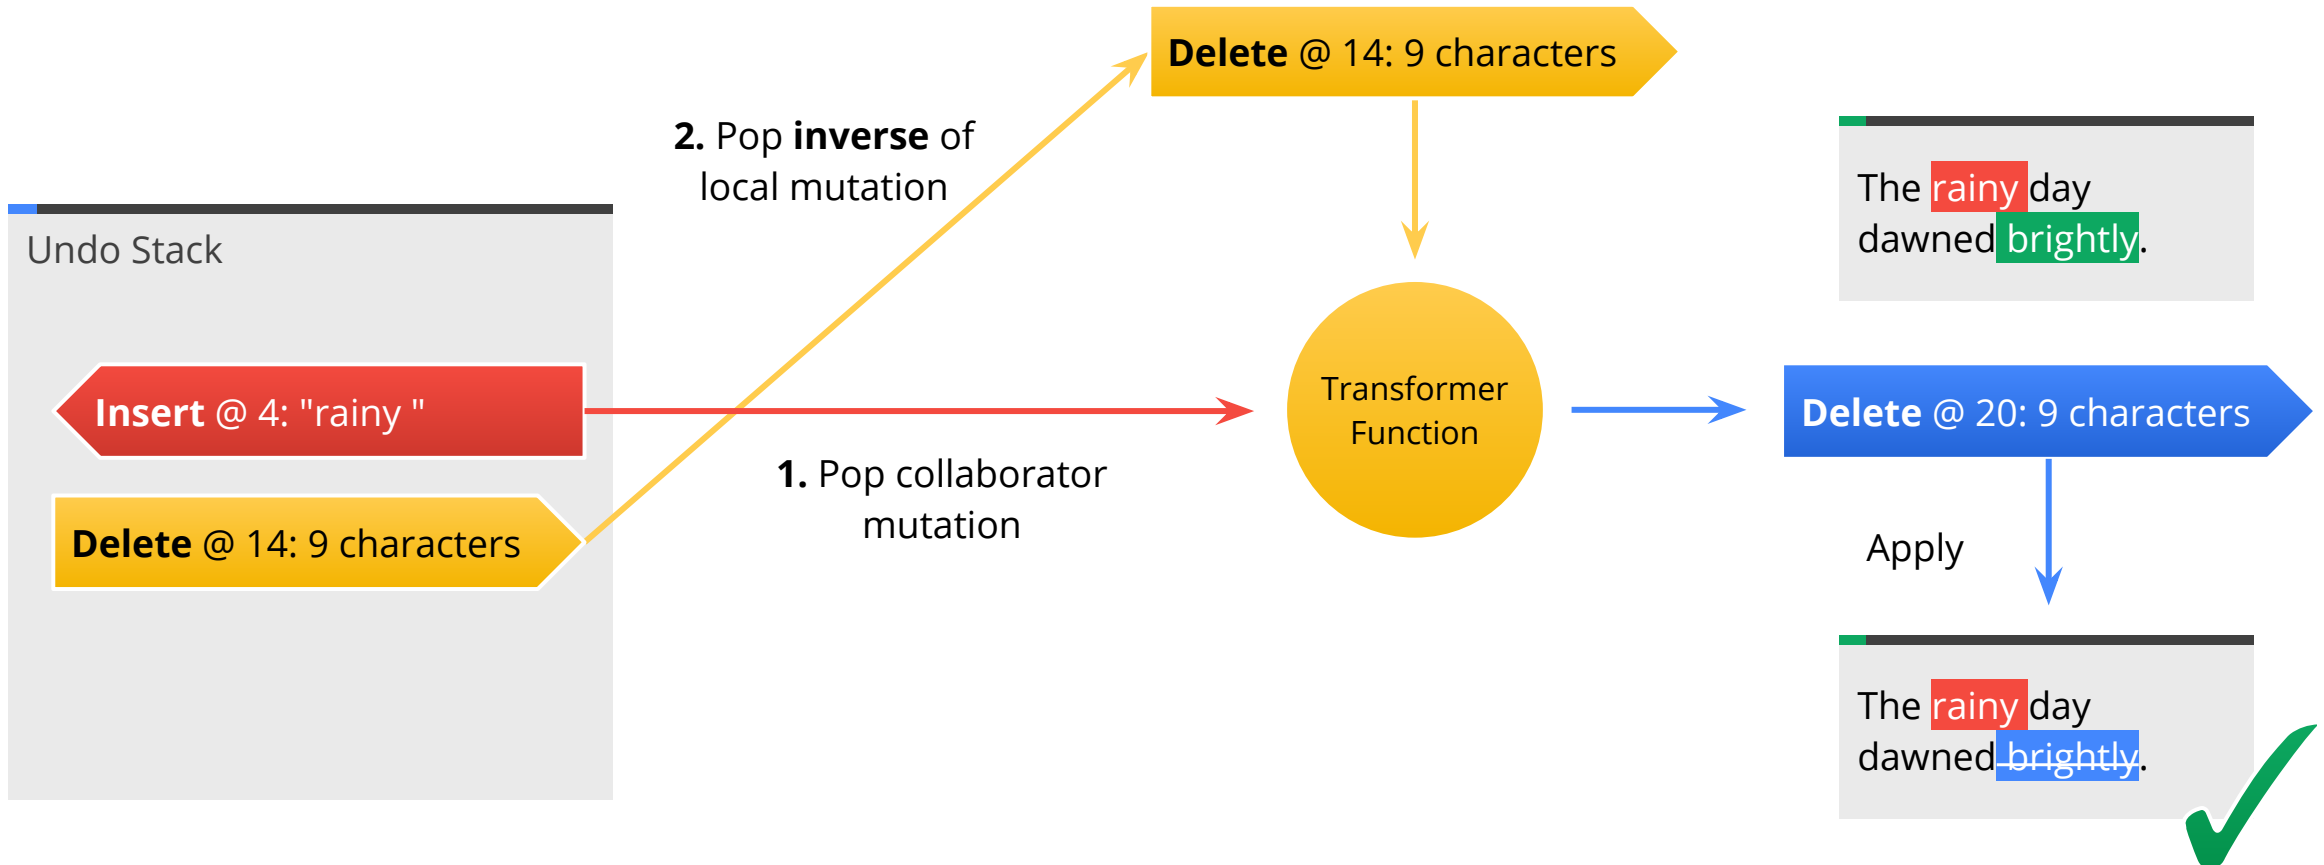 Delete @ 14: 9 characters
2. Pop inverse of
local mutation
The rainy day
dawned brightly.
Undo Stack
Insert @ 4: "rainy "
Transformer
Function
Delete @ 20: 9 characters
1. Pop collaborator
mutation
Delete @ 14: 9 characters
Apply
The rainy day
dawned brightly.